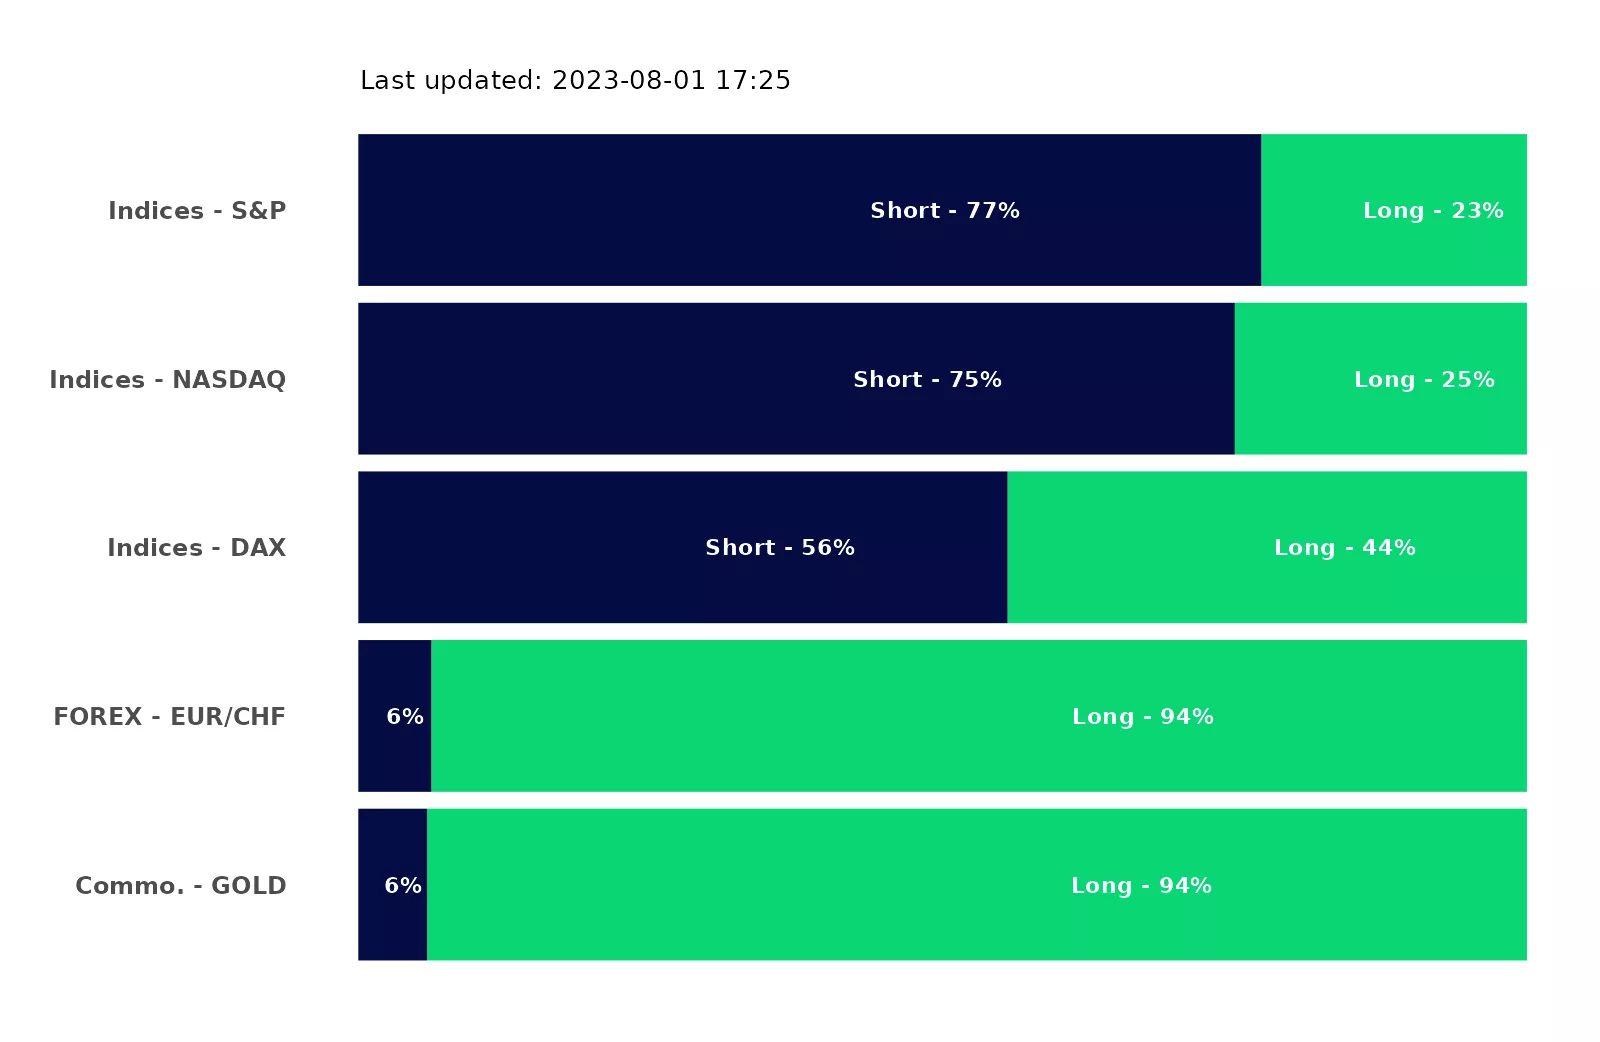 Last updated: 2023-08-01 17:25
Indices - S&P Short - 77% Long - 23%
Indices - NASDAQ Short - 75% Long - 25%
Indices - DAX Short - 56% Long - 44%
FOREX - EUR/CHF 6% Long - 94%
Commo. - GOLD 6% Long - 94%